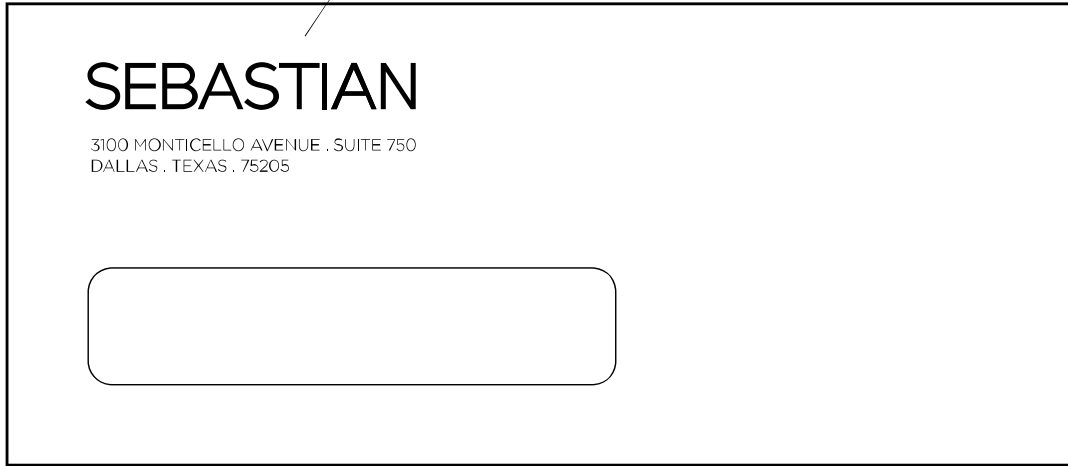 SEBASTIAN
3100 MONTICELLO AVENUE . SUITE 750
DALLAS . TEXAS . 75205